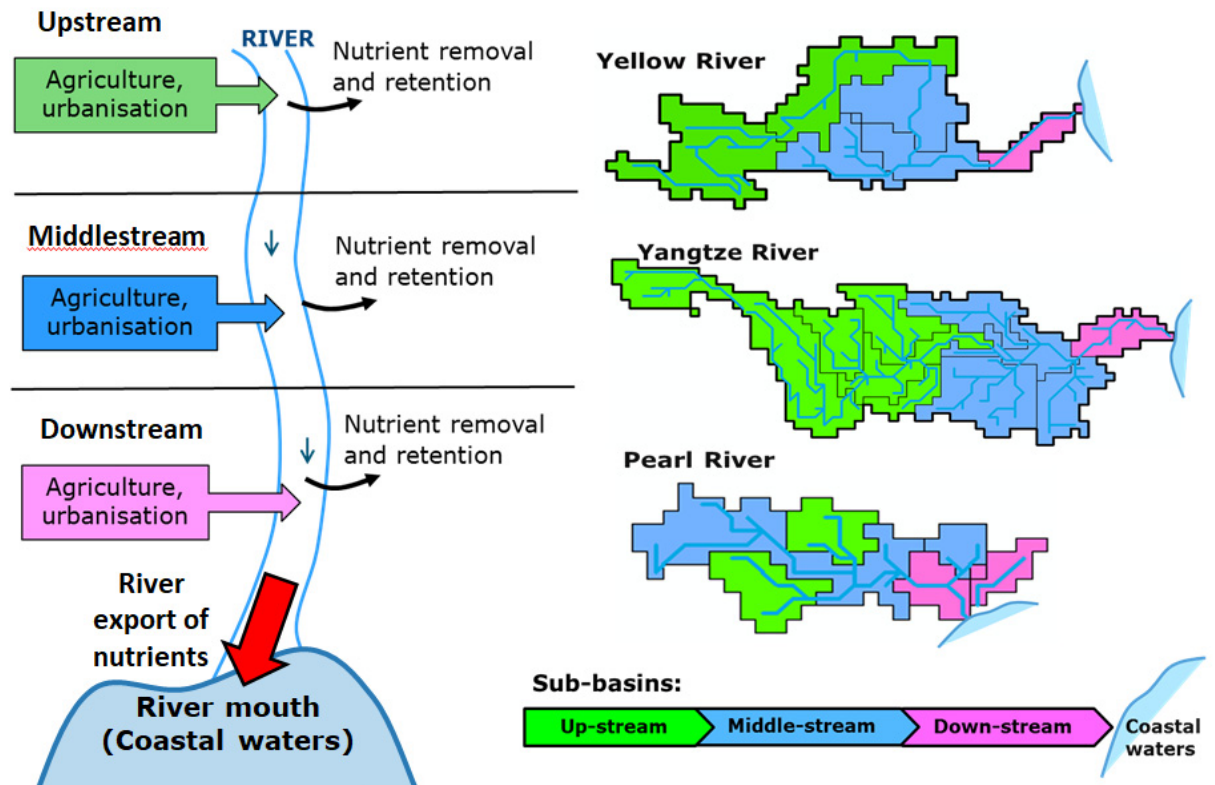 Upstream
RIVER
Agriculture,
urbanisation
Nutrient removal
and retention
Middlestream
Agriculture,
urbanisation
Nutrient removal
and retention
Downstream
Agriculture,
urbanisation
Nutrient removal
and retention
River
export of
nutrients
River mouth
(Coastal waters)
Yellow River
Yangtze River
Pearl River
Sub-basins:
Up-stream
Middle-stream
Down-stream
Coastal
waters